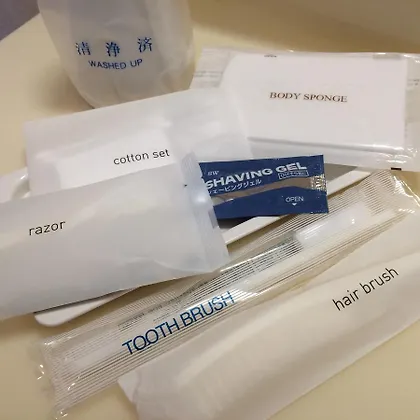 清浄済
WASHED UP
BODY SPONGE
cotton set
SHAVING GEL
シェービングジェル
OPEN
razor
TOOTH BRUSH
hair brush